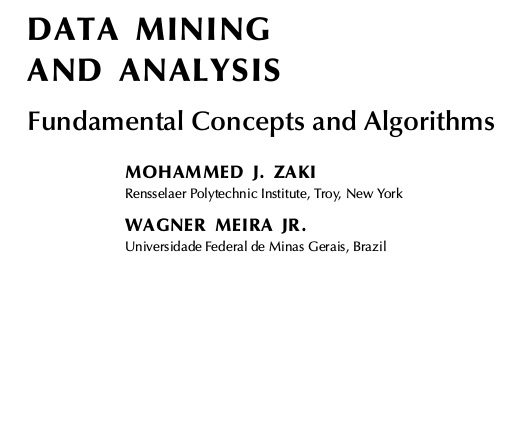 DATA MINING
AND ANALYSIS
Fundamental Concepts and Algorithms
MOHAMMED J. ZAKI
Rensselaer Polytechnic Institute, Troy, New York
WAGNER MEIRA JR.
Universidade Federal de Minas Gerais, Brazil